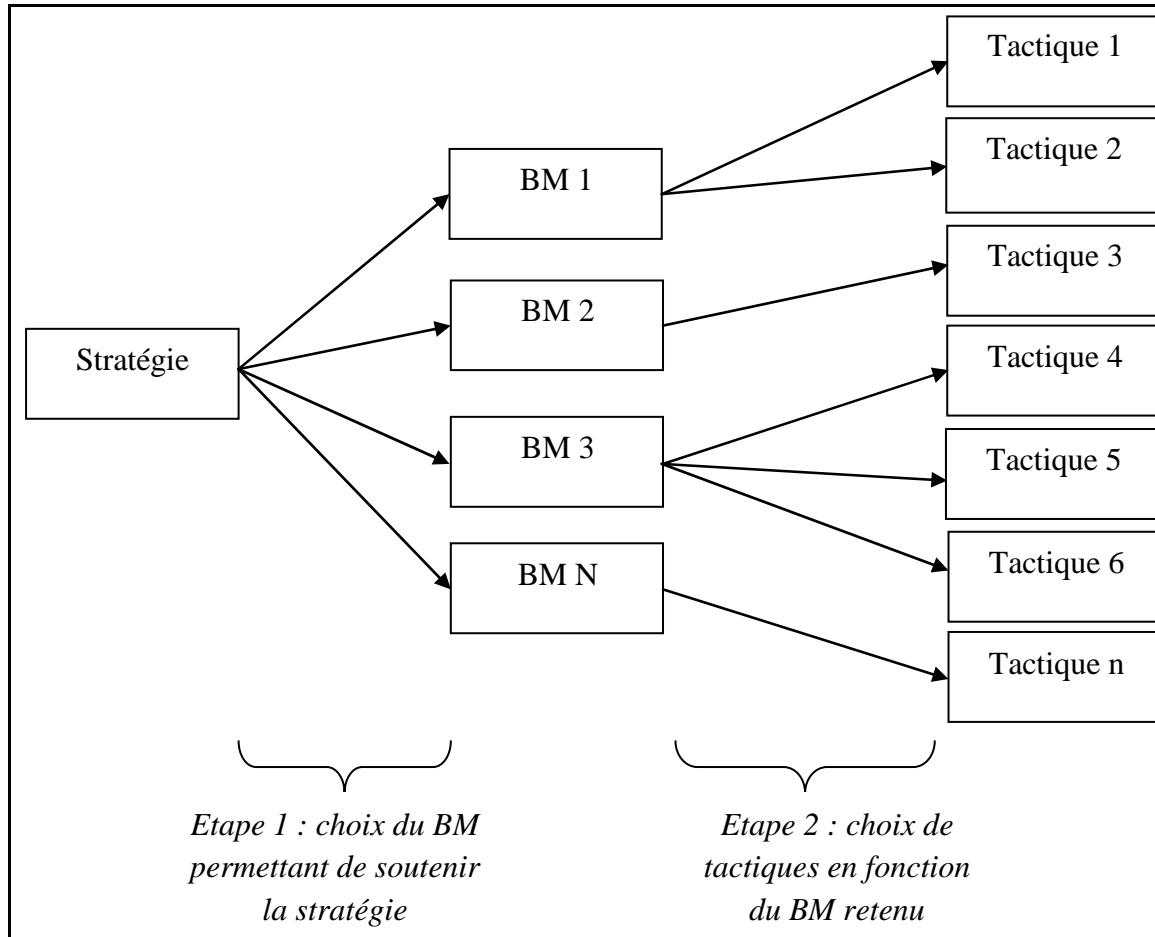 Tactique 1
Tactique 2
BM 1
Tactique 3
BM 2
Stratégie
Tactique 4
BM 3
Tactique 5
BM N
Tactique 6
Tactique n
Etape 1 : choix du BM
permettant de soutenir
la stratégie
Etape 2 : choix de
tactiques en fonction
du BM retenu